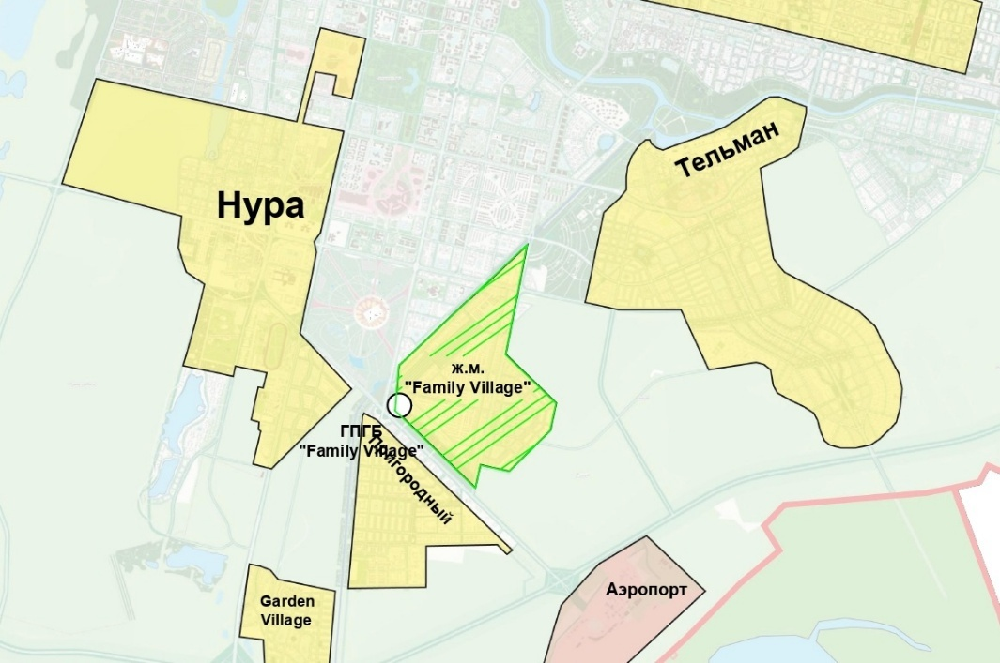 Тельман
Нура
ж.м.
"Family Village"
ГПГБ
"Family Village"
Пригородный
Garden
Village
Аэропорт